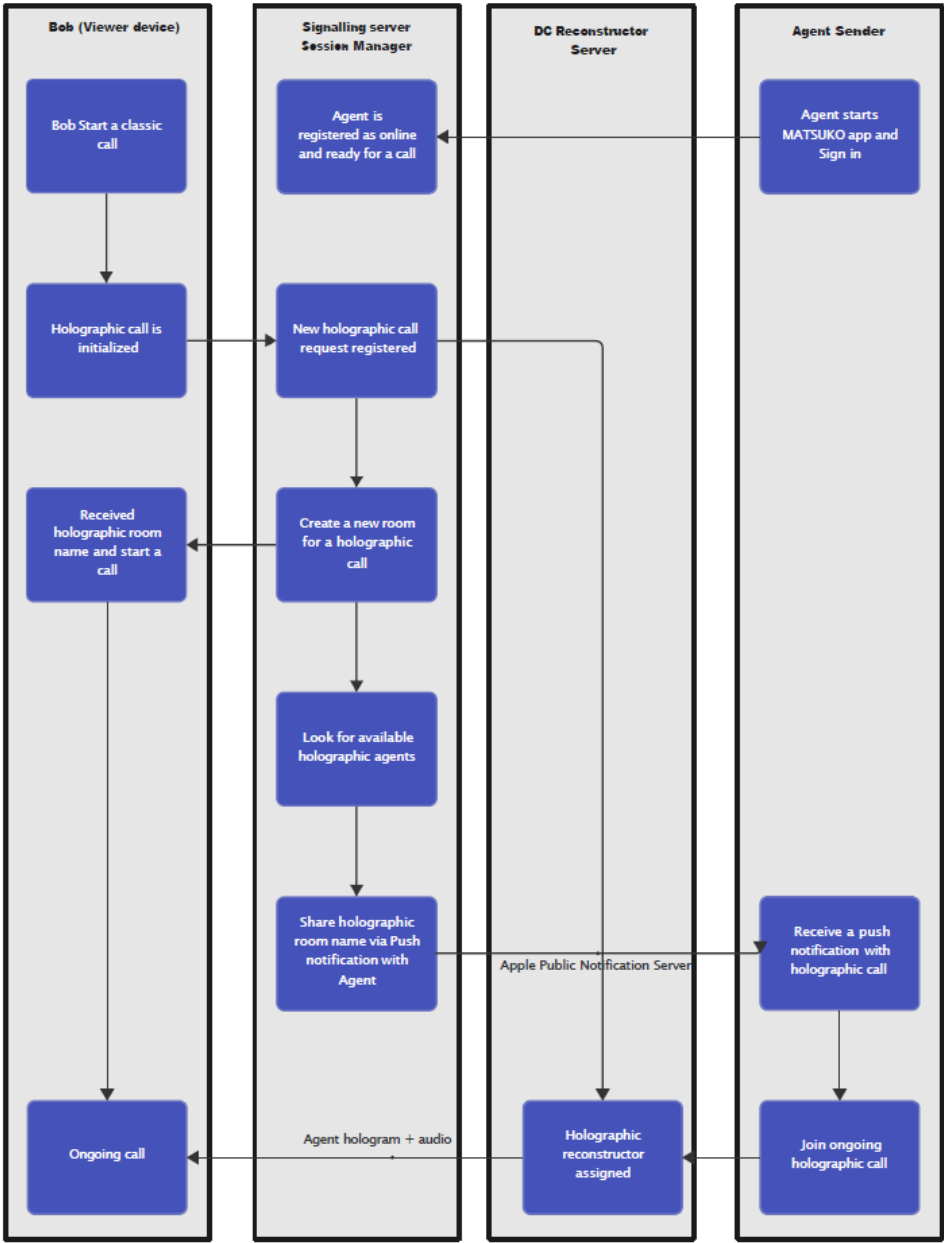 Bob (Viewer device)
Signalling server
Session Manager
DC Reconstructor
Server
Agent Sender
Bob Start a classic
call
Agent is
registered as online
and ready for a call
Agent starts
MATSUKO app and
Sign in
Holographic call is
initialized
New holographic call
request registered
Received
holographic room
name and start a
call
Create a new room
for a holographic
call
Look for available
holographic agents
Share holographic
room name via Push
notification with
Agent
Apple Public Notification Server
Receive a push
notification with
holographic call
Ongoing call
Agent hologram + audio
Holographic
reconstructor
assigned
Join ongoing
holographic call